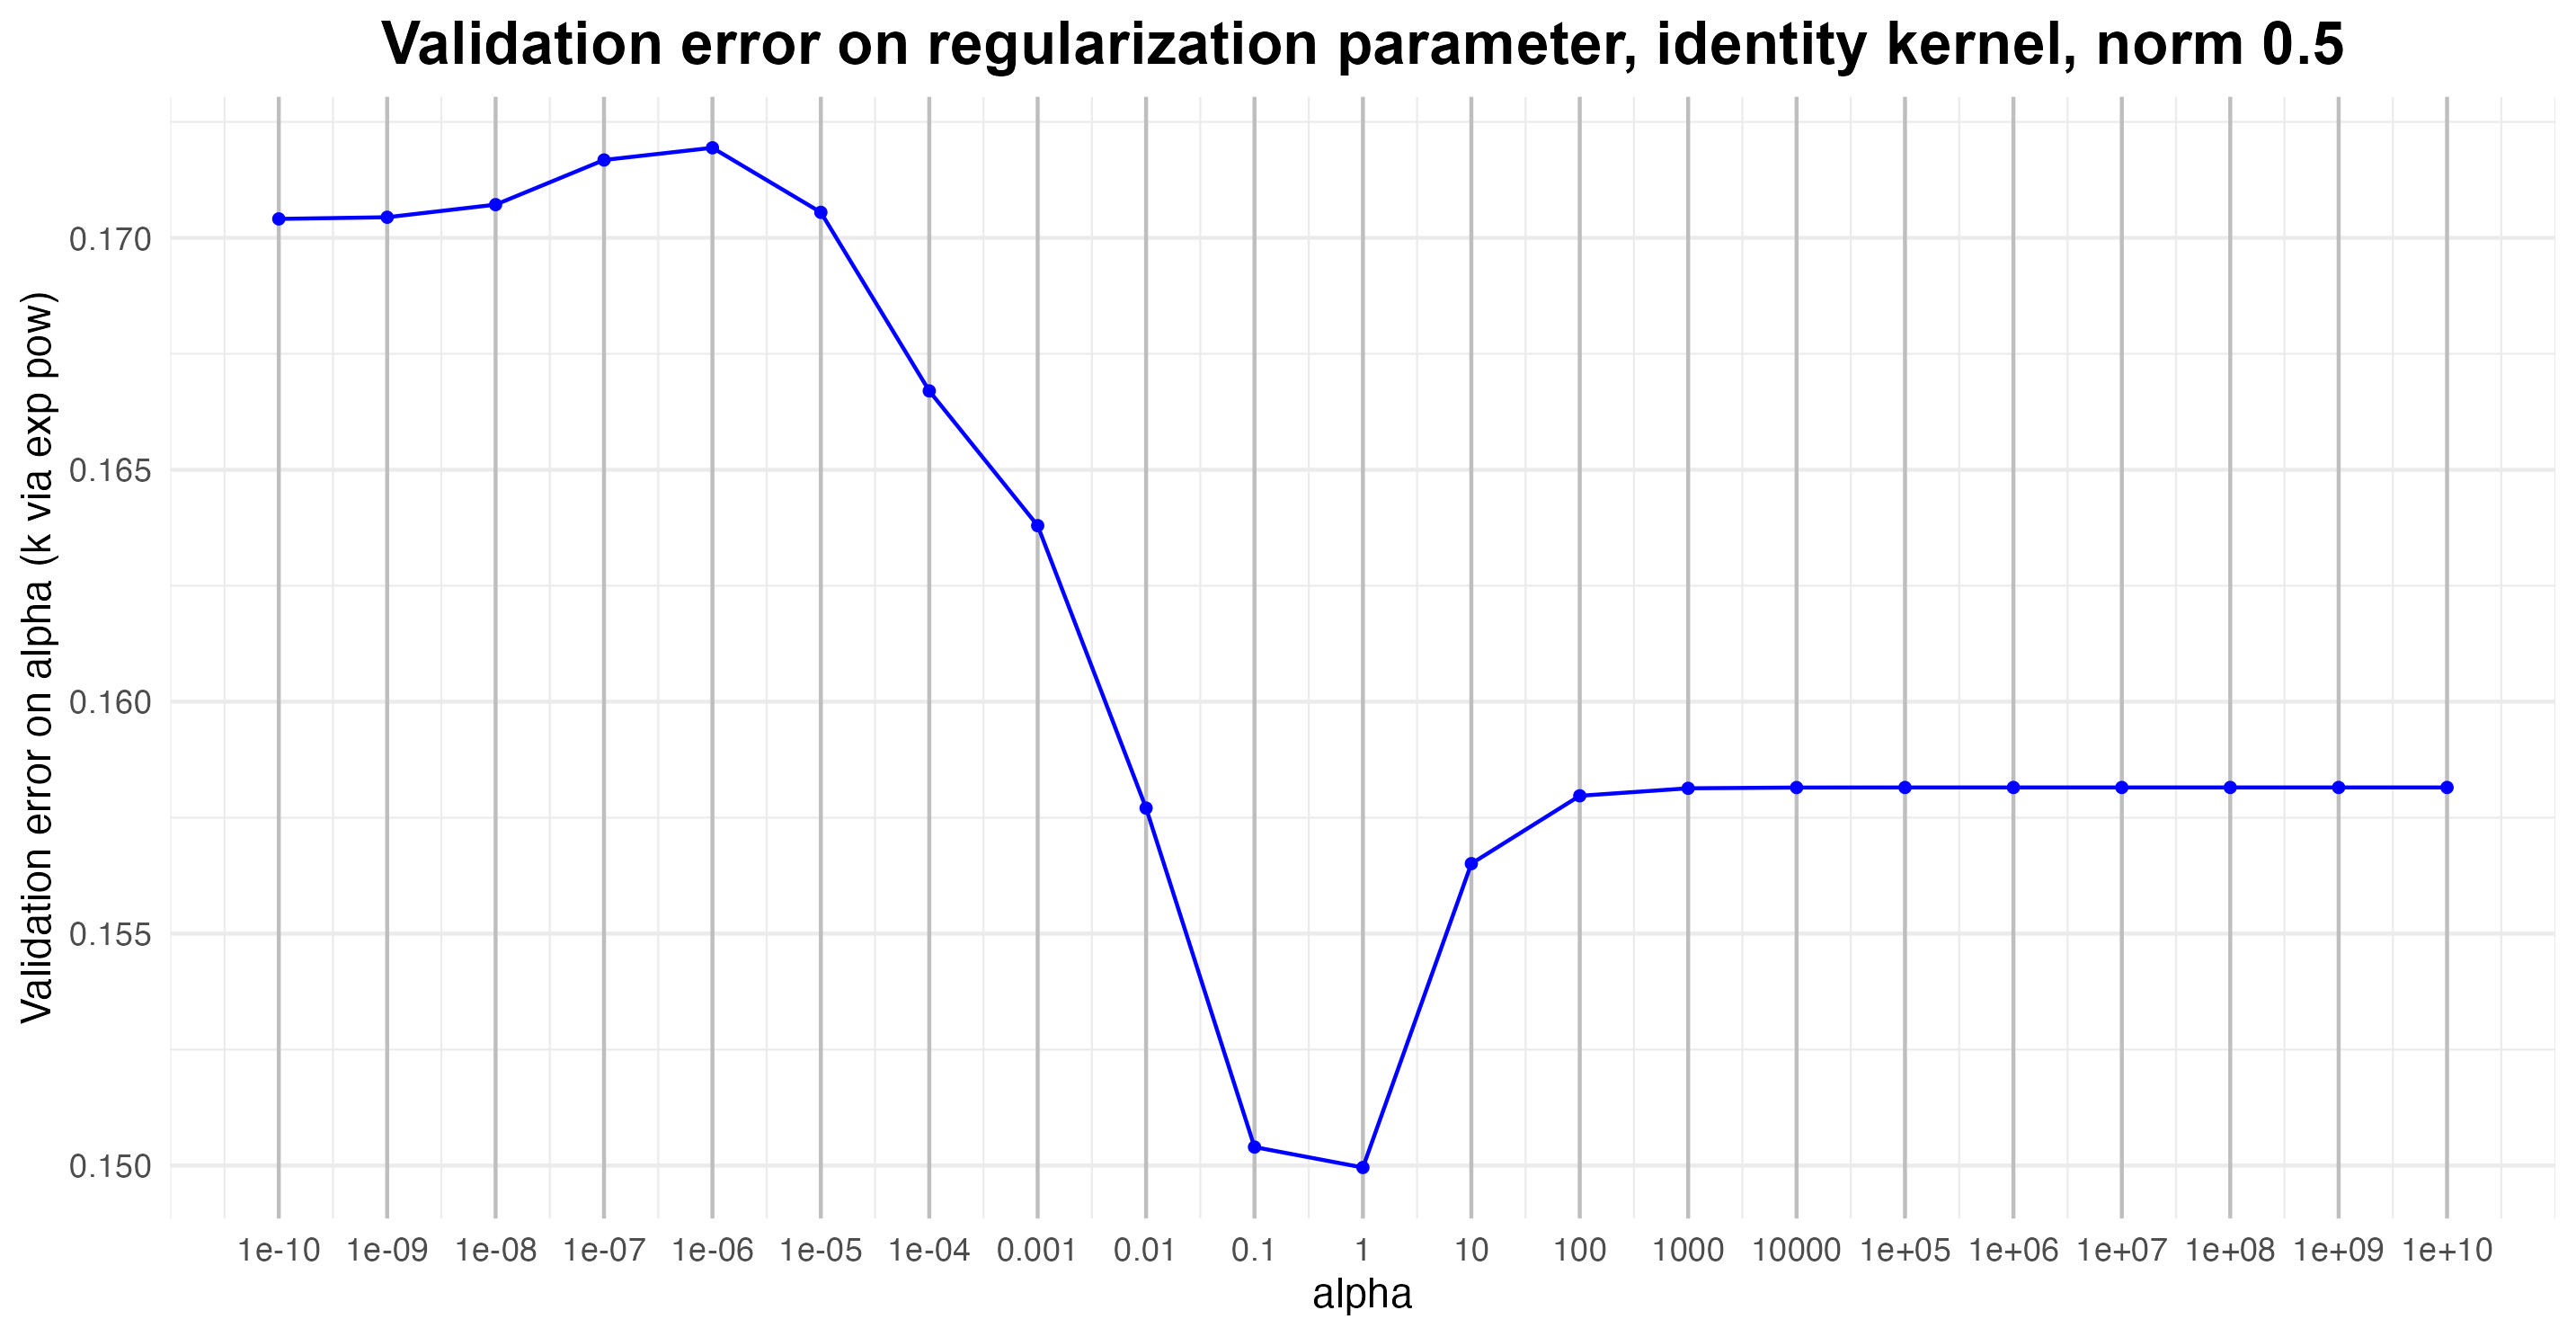 Validation error on regularization parameter, identity kernel, norm 0.5
Validation error on alpha (k via exp pow)
0.170
0.165
0.160
0.155
0.150
1e-10 1e-09 1e-08 1e-07 1e-06 1e-05 1e-04 0.001 0.01 0.1 1 10 100 1000 10000 1e+05 1e+06 1e+07 1e+08 1e+09 1e+10
alpha